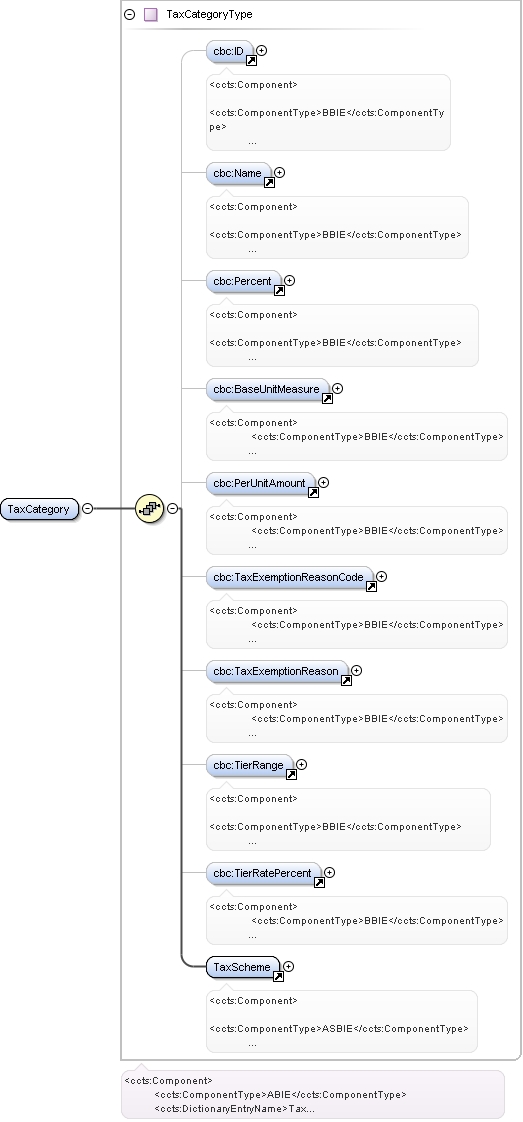 TaxCategoryType
cbc:ID
<ccts:Component>
<ccts:ComponentType>BBIE</ccts:ComponentTy
pe>
...
cbc:Name
<ccts:Component>
<ccts:ComponentType>BBIE</ccts:ComponentType>
...
cbc:Percent
<ccts:Component>
<ccts:ComponentType>BBIE</ccts:ComponentType>
...
cbc:BaseUnitMeasure
<ccts:Component>
<ccts:ComponentType>BBIE</ccts:ComponentType>
...
TaxCategory
cbc:PerUnitAmount
<ccts:Component>
<ccts:ComponentType>BBIE</ccts:ComponentType>
...
cbc:TaxExemptionReasonCode
<ccts:Component>
<ccts:ComponentType>BBIE</ccts:ComponentType>
...
cbc:TaxExemptionReason
<ccts:Component>
<ccts:ComponentType>BBIE</ccts:ComponentType>
...
cbc:TierRange
<ccts:Component>
<ccts:ComponentType>BBIE</ccts:ComponentType>
...
cbc:TierRatePercent
<ccts:Component>
<ccts:ComponentType>BBIE</ccts:ComponentType>
...
TaxScheme
<ccts:Component>
<ccts:ComponentType>ASBIE</ccts:ComponentType>
...
<ccts:Component>
<ccts:ComponentType>ABIE</ccts:ComponentType>
<ccts:DictionaryEntryName>Tax...